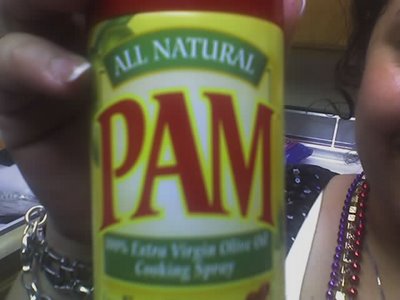 ALL NATURAL
PAM
100% Extra Virgin Olive Oil
Cooking Spray